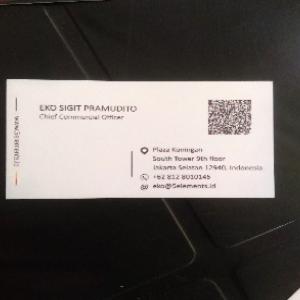 EKO SIGIT PRAMUDITO
Chief Commercial Officer
Plaza Kuningan
South Tower 9th floor
Jakarta Selatan 12940, Indonesia
+62 812 8010146
eko@5elements.id